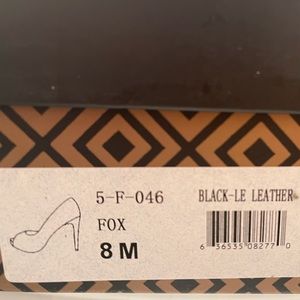 5-F-046 BLACK-LE LEATHER
FOX
8 M
6 36535 08277 0